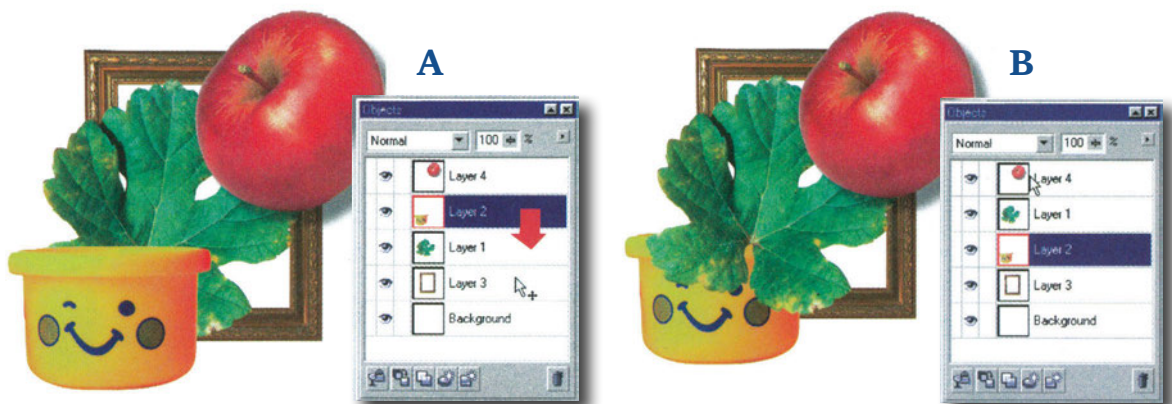 A
Objects
Normal 100 %
Layer 4
Layer 2
Layer 1
Layer 3
Background
B
Objects
Normal 100 %
Layer 4
Layer 1
Layer 2
Layer 3
Background